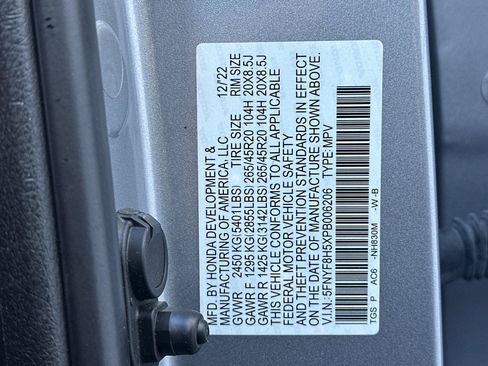 MFD. BY HONDA DEVELOPMENT &
MANUFACTURING OF AMERICA, LLC 12/22
GVWR 2450 KG(5401LBS) TIRE SIZE RIM SIZE
GAWR F 1295 KG(2855LBS)265/45R20 104H 20X8.5J
GAWR R 1425 KG(3142LBS)265/45R20 104H 20X8.5J
THIS VEHICLE CONFORMS TO ALL APPLICABLE
FEDERAL MOTOR VEHICLE SAFETY
AND THEFT PREVENTION STANDARDS IN EFFECT
ON THE DATE OF MANUFACTURE SHOWN ABOVE.
V.I.N.:5FNYF8H5XPB006206 TYPE:MPV
TGS P AC6 -NH830M -W -B